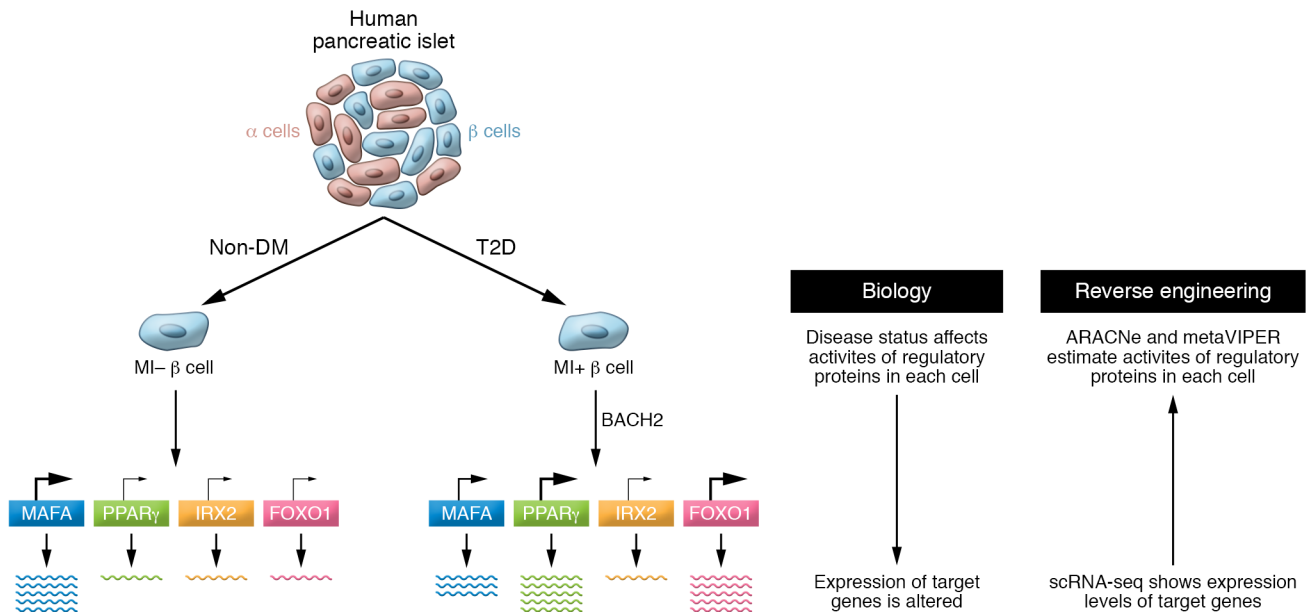 Human
pancreatic islet
α cells
β cells
Non-DM
T2D
MI– β cell
MI+ β cell
BACH2
MAFA
PPARγ
IRX2
FOXO1
MAFA
PPARγ
IRX2
FOXO1
Biology
Disease status affects
activites of regulatory
proteins in each cell
Expression of target
genes is altered
Reverse engineering
ARACNe and metaVIPER
estimate activites of regulatory
proteins in each cell
scRNA-seq shows expression
levels of target genes